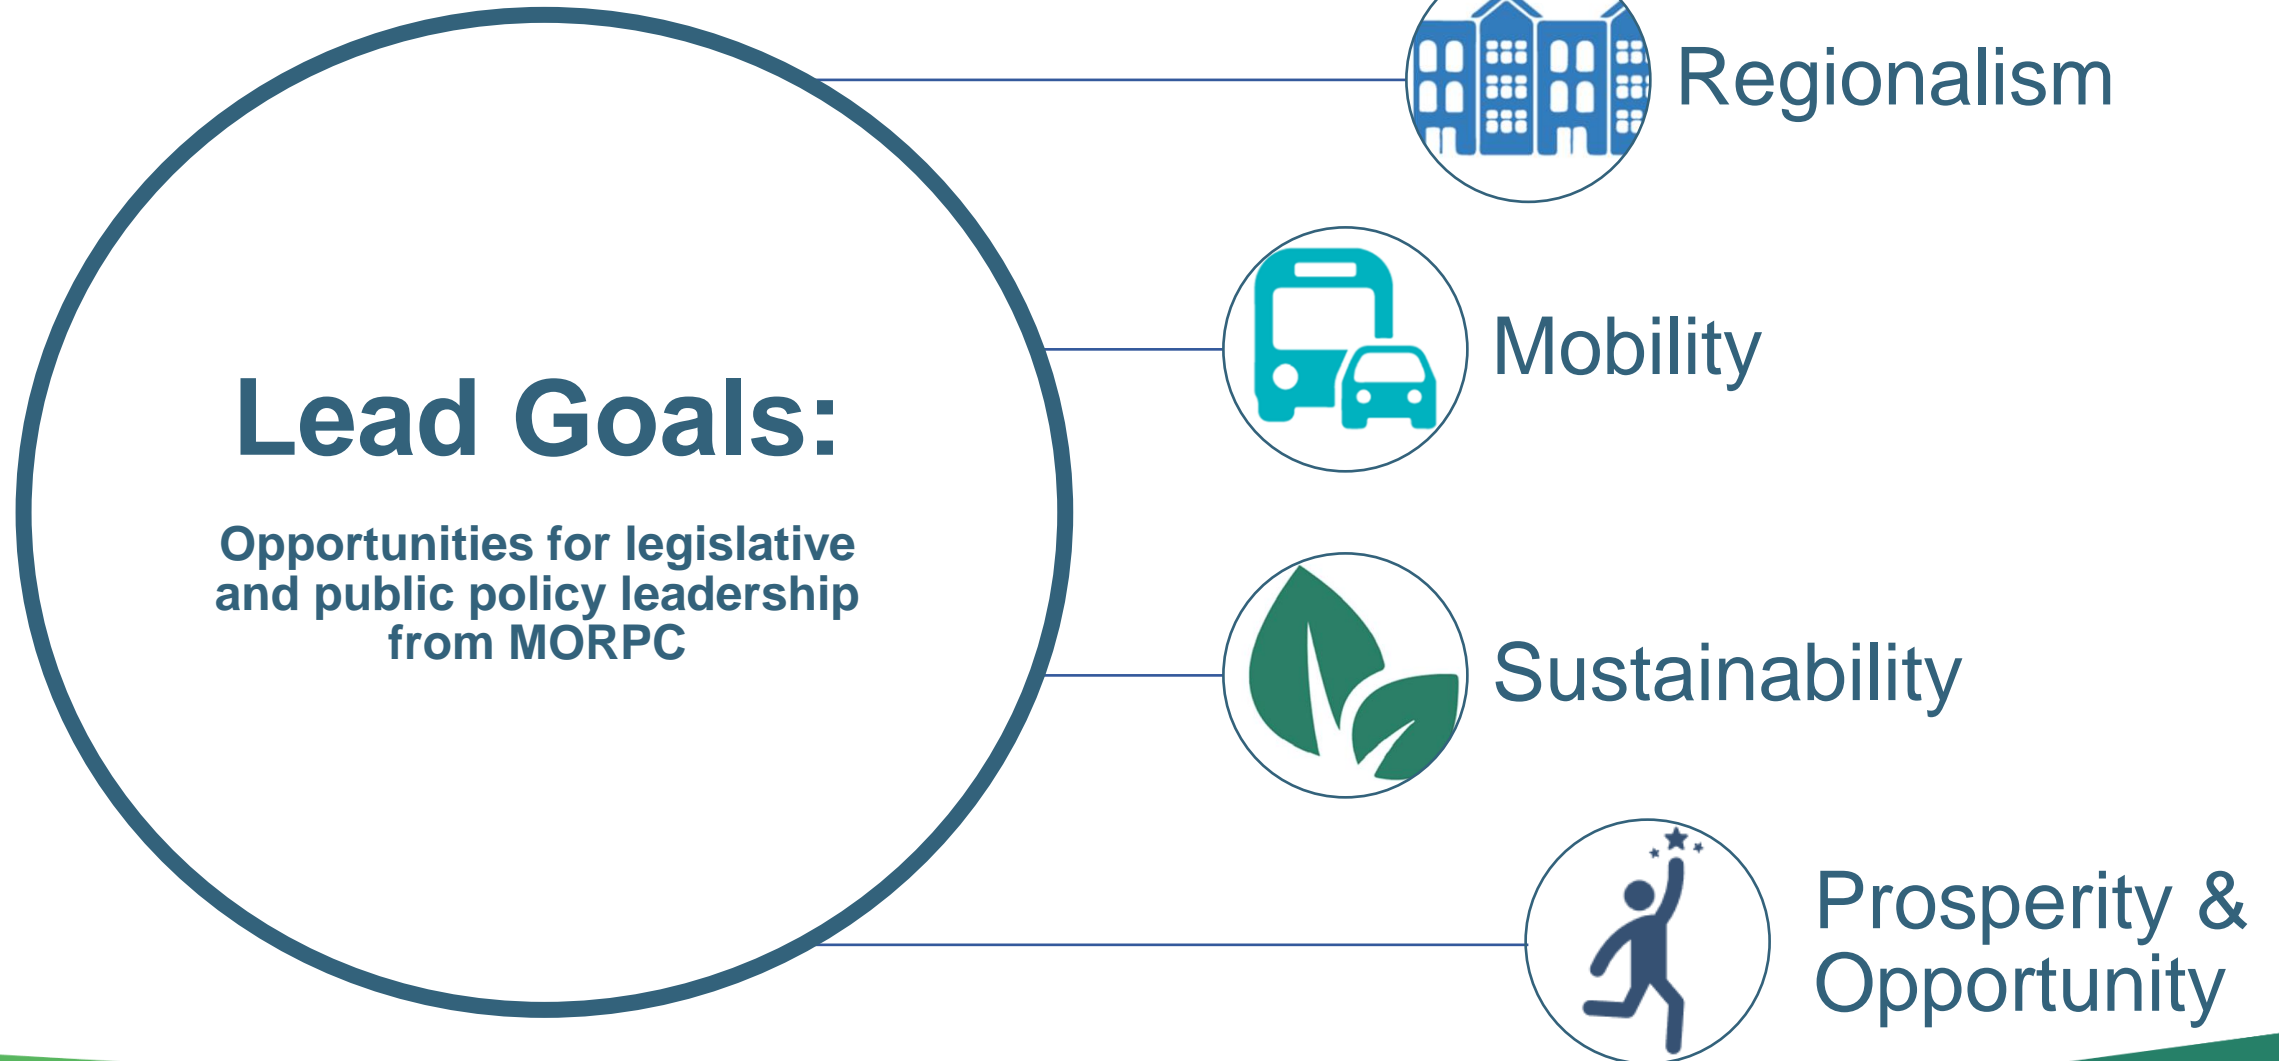 Lead Goals:
Opportunities for legislative
and public policy leadership
from MORPC
Regionalism
Mobility
Sustainability
Prosperity &
Opportunity